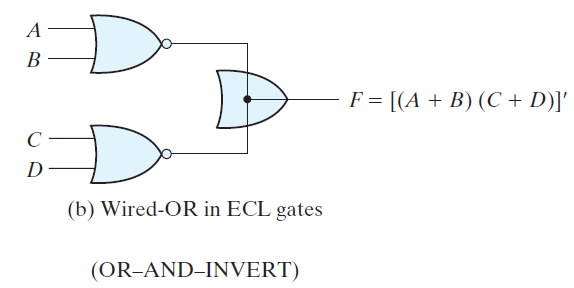 A
B
F = [(A + B) (C + D)]′
C
D
(b) Wired-OR in ECL gates
(OR–AND–INVERT)